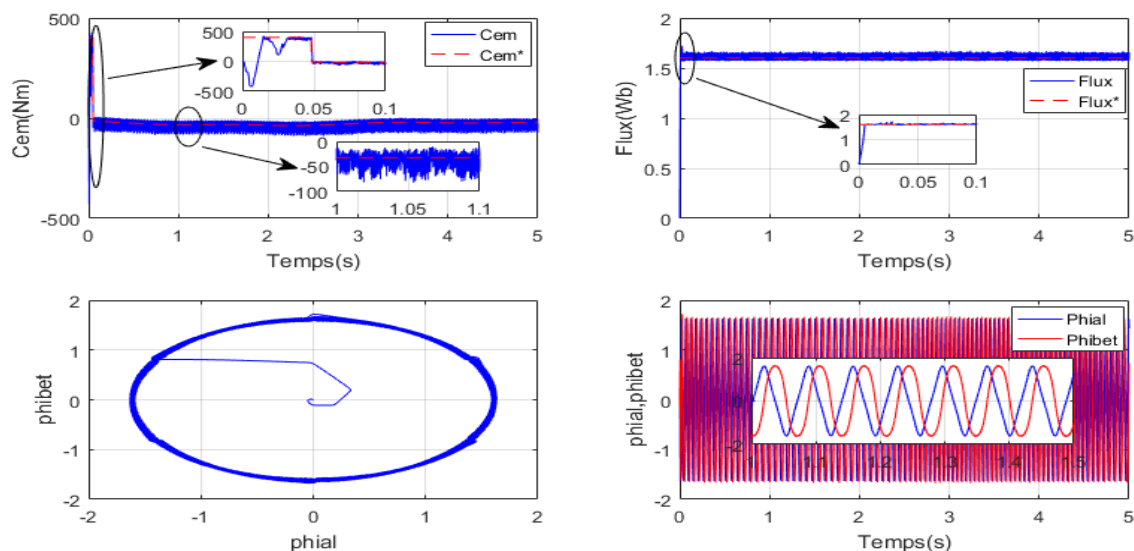 500
0
-500
Cem(Nm)
0 1 2 3 4 5
Temps(s)
Cem
Cem*
500
0
-500
0 0.05 0.1
0
-50
-100
1 1.05 1.1
2
1.5
1
0.5
0
Flux(Wb)
0 1 2 3 4 5
Temps(s)
Flux
Flux*
2
1
0
0 0.05 0.1
2
1
0
-1
-2
phibet
-2 -1 0 1 2
phial
2
1
0
-1
-2
phial,phibet
0 1 2 3 4 5
Temps(s)
Phial
Phibet
2
0
-2
1 1.1 1.2 1.3 1.4 1.5